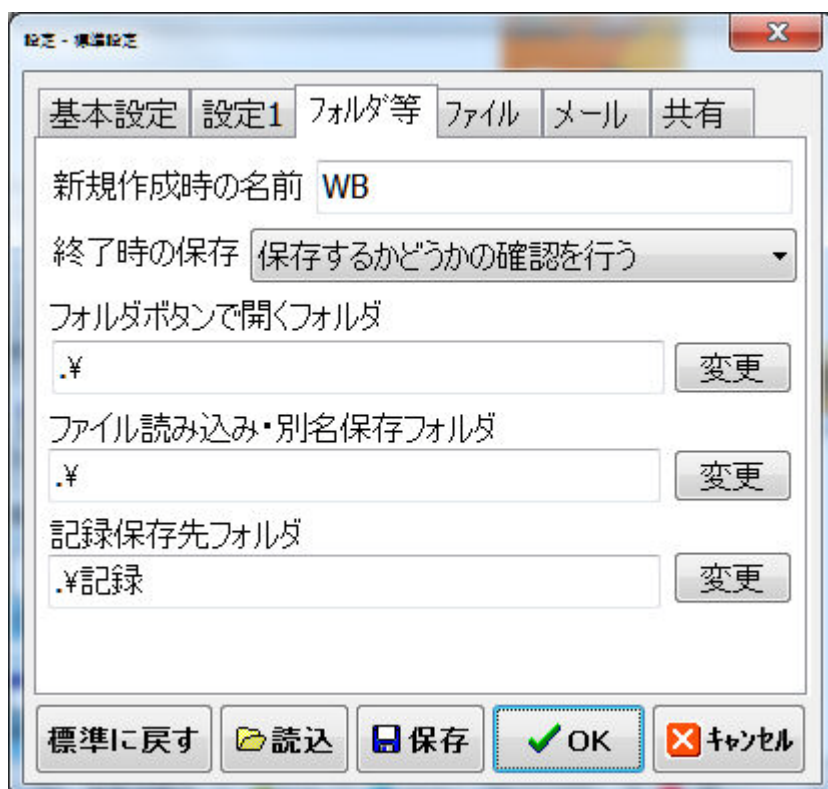 設定 - 標準設定
基本設定 設定1 フォルダ等 ファイル メール 共有
新規作成時の名前 WB
終了時の保存 保存するかどうかの確認を行う
フォルダボタンで開くフォルダ
.¥ 変更
ファイル読み込み・別名保存フォルダ
.¥ 変更
記録保存先フォルダ
.¥記録 変更
標準に戻す 読込 保存 OK キャンセル